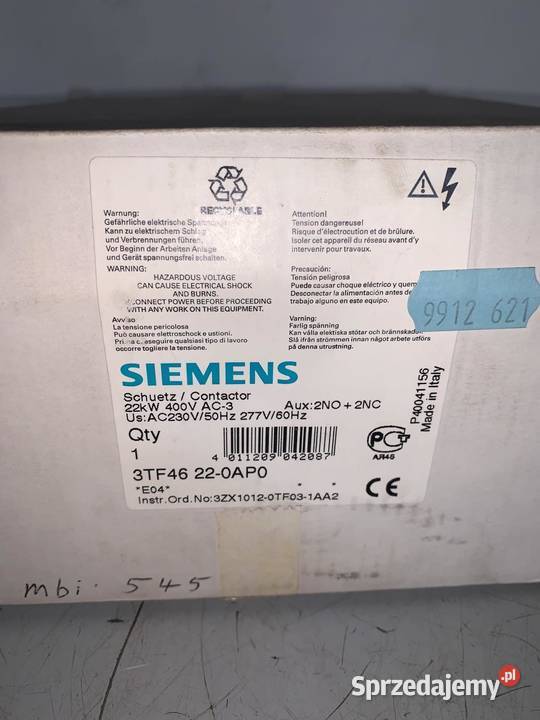 RECYCLABLE
Warnung:
Gefährliche elektrische Spannung
Kann zu elektrischem Schlag
und Verbrennungen führen.
Vor Beginn der Arbeiten Anlage
und Gerät spannungsfrei schalten.
WARNING:
HAZARDOUS VOLTAGE
CAN CAUSE ELECTRICAL SHOCK
AND BURNS.
DISCONNECT POWER BEFORE PROCEEDING
WITH ANY WORK ON THIS EQUIPMENT.
Avviso
La tensione pericolosa
Può causare elettroschock e ustioni.
Prima di eseguire qualsiasi tipo di lavoro
occorre togliere la tensione.
Attention!
Tension dangereuse!
Risque d'électrocution et de brûlure.
Isoler cet appareil du réseau avant d'y
intervenir pour travaux.
Precaución:
Tensión peligrosa
Puede causar choque eléctrico y quem
Desconectar la alimentación antes de
trabajo alguno en este equipo.
Varning:
Farlig spänning
Kan vålla elektiska stötar och brännskador
Slå ifrån strömmen innan något arbete utförs
på denna utrustning.
9912 621
SIEMENS
Schuetz / Contactor
22kW 400V AC-3 Aux:2NO + 2NC
Us:AC230V/50Hz 277V/60Hz
Qty
1
4 011209 042087
3TF46 22-0AP0
*E04*
Instr.Ord.No:3ZX1012-0TF03-1AA2
PC
АЯ46
CE
P40041156
Made in Italy
mbi. 545
Sprzedajemy.pl